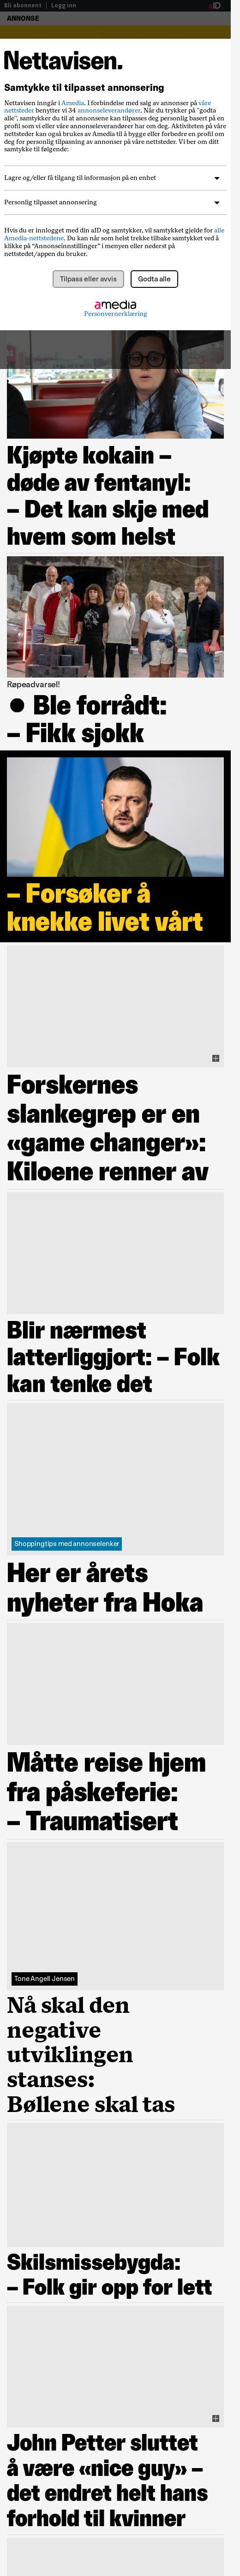 Bli abonnent | Logg inn
aID
ANNONSE
Nettavisen.
Samtykke til tilpasset annonsering
Nettavisen inngår i Amedia. I forbindelse med salg av annonser på våre
nettsteder benytter vi 34 annonseleverandører. Når du trykker på "godta
alle", samtykker du til at annonser kan tilpasses deg personlig basert på en
profil som vi eller våre annonseleverandører har om deg. Aktiviteten på våre
nettsteder kan også brukes av Amedia til å bygge eller forbedre en profil om
deg for personlig tilpasning av annonser på våre nettsteder. Vi ber om ditt
samtykke til følgende:
Lagre og/eller få tilgang til informasjon på en enhet
Personlig tilpasset annonsering
Hvis du er innlogget med din aID og samtykker, vil samtykket gjelde for alle
Amedia-nettstedene. Du kan når som helst trekke tilbake samtykket ved å
klikke på “Annonseinnstillinger” i menyen eller nederst på
nettstedet/appen du bruker.
Tilpass eller avvis
Godta alle
amedia
Personvernerklæring
Kjøpte kokain –
døde av fentanyl:
– Det kan skje med
hvem som helst
Røpeadvarsel!
● Ble forrådt:
– Fikk sjokk
– Forsøker å
knekke livet vårt
Forskernes
slankegrep er en
«game changer»:
Kiloene renner av
Blir nærmest
latterliggjort: – Folk
kan tenke det
Shoppingtips med annonselenker
Her er årets
nyheter fra Hoka
Måtte reise hjem
fra påskeferie:
– Traumatisert
Tone Angell Jensen
Nå skal den
negative
utviklingen
stanses:
Bøllene skal tas
Skilsmissebygda:
– Folk gir opp for lett
John Petter sluttet
å være «nice guy» –
det endret helt hans
forhold til kvinner